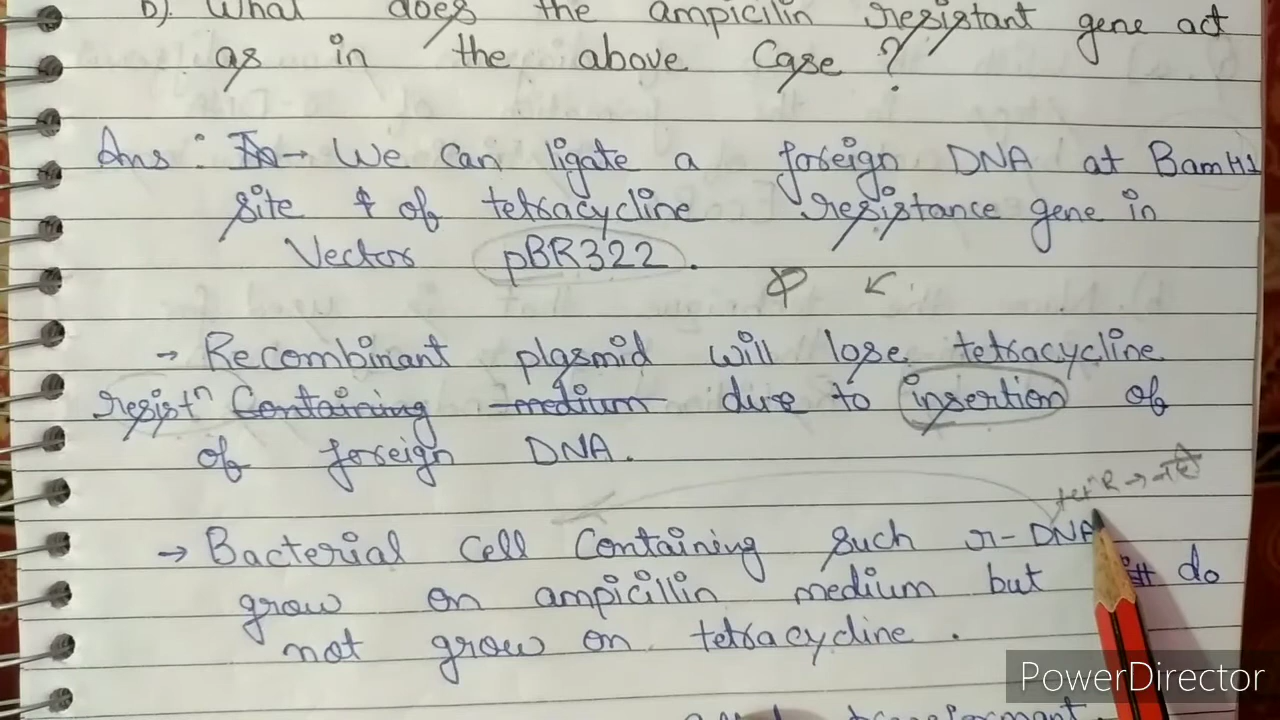 b). What does the ampicilin resistant gene act
as in the above Case ?
Ans : → We Can ligate a foreign DNA at BamH1
site of tetracycline resistance gene in
Vector pBR322.
→ Recombinant plasmid will lose tetracycline
resistⁿ Containing medium due to insertion of
of foreign DNA.
tetR →
→ Bacterial Cell Containing such r-DNA
grow on ampicillin medium but do
not grow on tetracycline.
transformant
PowerDirector